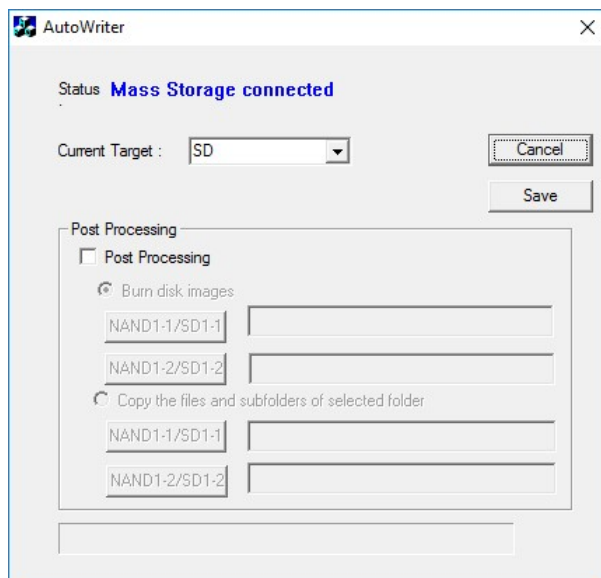 AutoWriter
Status : Mass Storage connected
Current Target : SD
Cancel
Save
Post Processing
Post Processing
Burn disk images
NAND1-1/SD1-1
NAND1-2/SD1-2
Copy the files and subfolders of selected folder
NAND1-1/SD1-1
NAND1-2/SD1-2